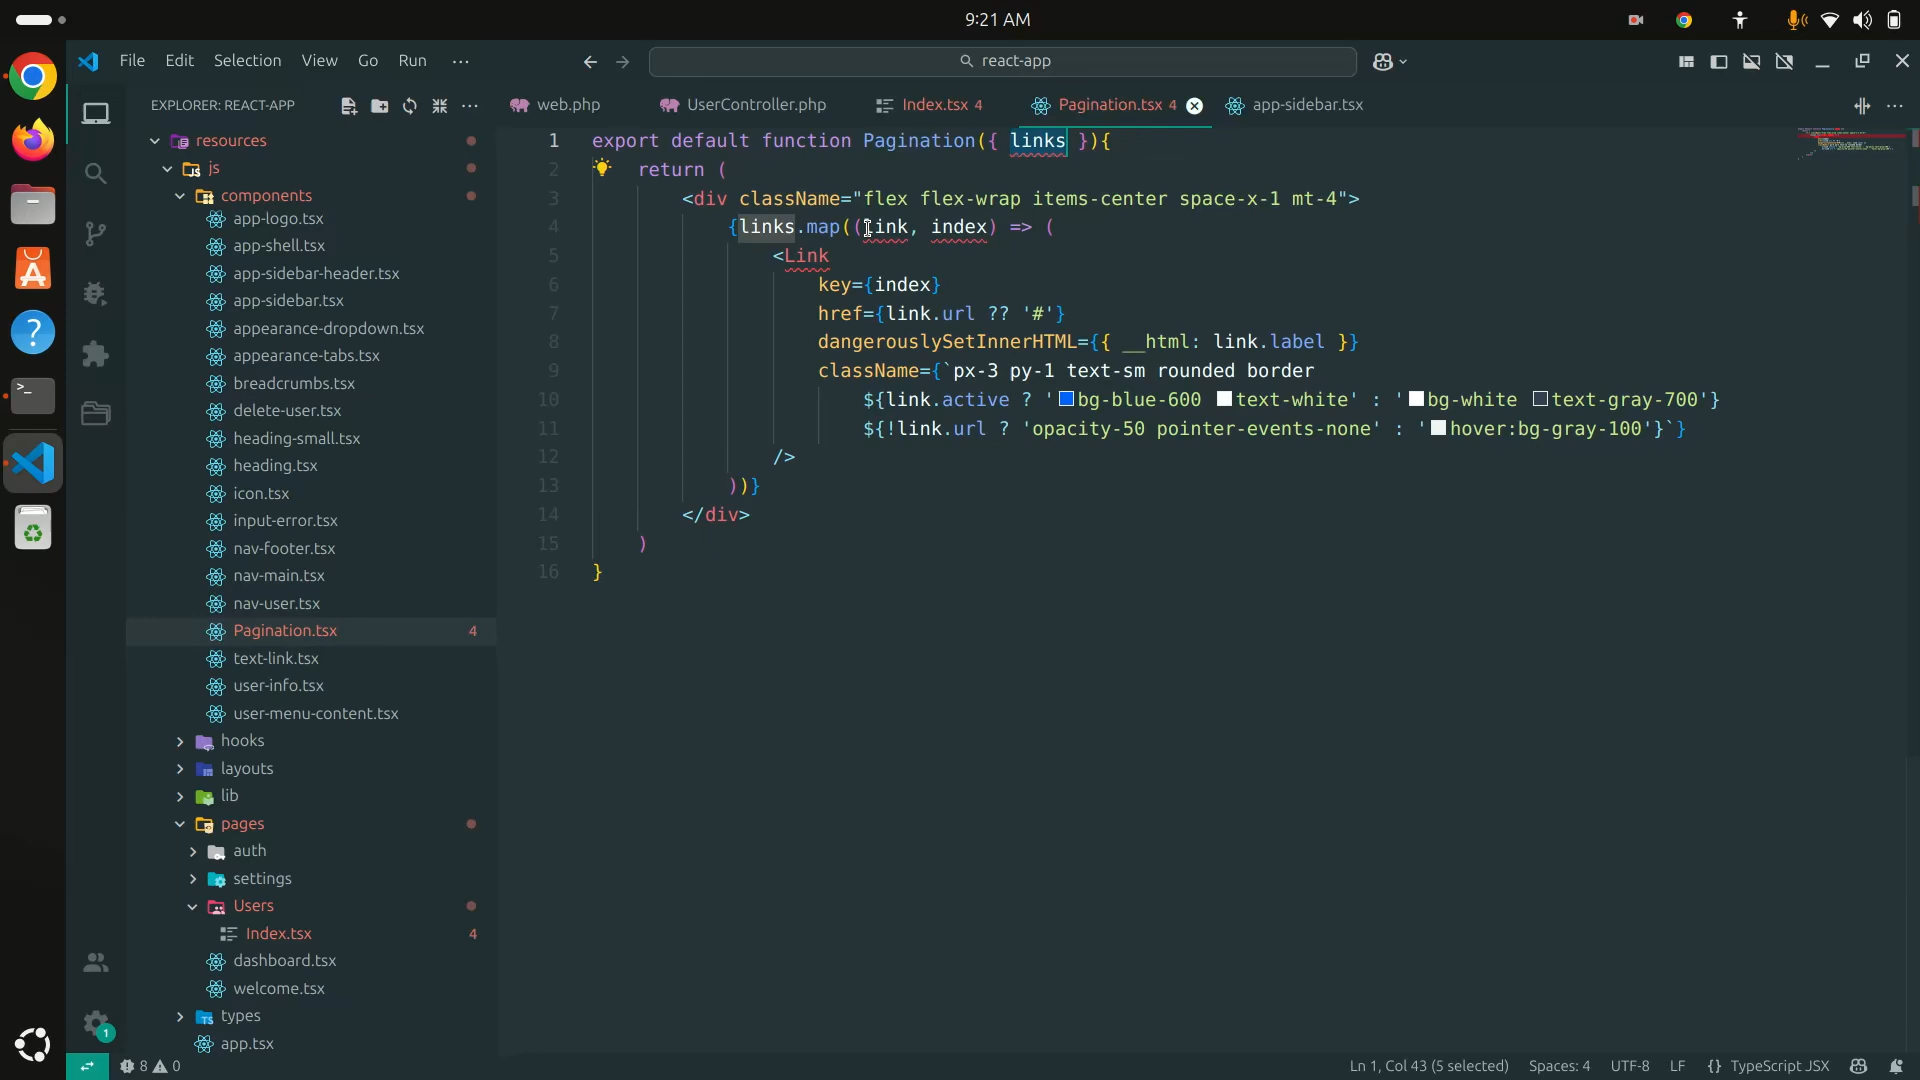 9:21 AM
File Edit Selection View Go Run ···
react-app
EXPLORER: REACT-APP
web.php UserController.php Index.tsx 4 Pagination.tsx 4 app-sidebar.tsx
resources
js
components
app-logo.tsx
app-shell.tsx
app-sidebar-header.tsx
app-sidebar.tsx
appearance-dropdown.tsx
appearance-tabs.tsx
breadcrumbs.tsx
delete-user.tsx
heading-small.tsx
heading.tsx
icon.tsx
input-error.tsx
nav-footer.tsx
nav-main.tsx
nav-user.tsx
Pagination.tsx 4
text-link.tsx
user-info.tsx
user-menu-content.tsx
hooks
layouts
lib
pages
auth
settings
Users
Index.tsx 4
dashboard.tsx
welcome.tsx
types
app.tsx
1 export default function Pagination({ links }){
2 return (
3 <div className="flex flex-wrap items-center space-x-1 mt-4">
4 {links.map((link, index) => (
5 <Link
6 key={index}
7 href={link.url ?? '#'}
8 dangerouslySetInnerHTML={{ __html: link.label }}
9 className={`px-3 py-1 text-sm rounded border
10 ${link.active ? 'bg-blue-600 text-white' : 'bg-white text-gray-700'}
11 ${!link.url ? 'opacity-50 pointer-events-none' : 'hover:bg-gray-100'}`}
12 />
13 ))}
14 </div>
15 )
16 }
1
8 0
Ln 1, Col 43 (5 selected) Spaces: 4 UTF-8 LF {} TypeScript JSX